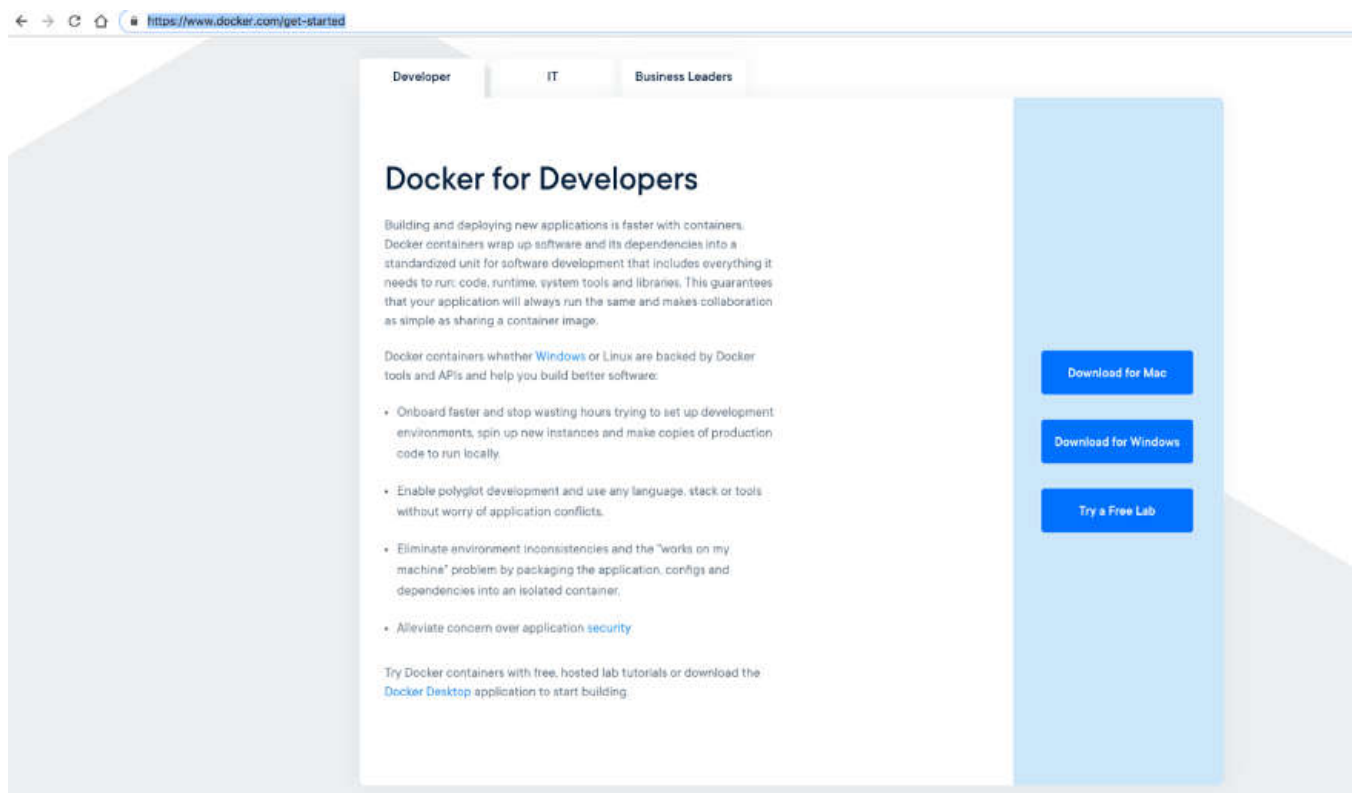 https://www.docker.com/get-started
Developer
IT
Business Leaders
Docker for Developers
Building and deploying new applications is faster with containers.
Docker containers wrap up software and its dependencies into a
standardized unit for software development that includes everything it
needs to run: code, runtime, system tools and libraries. This guarantees
that your application will always run the same and makes collaboration
as simple as sharing a container image.
Docker containers whether Windows or Linux are backed by Docker
tools and APIs and help you build better software:
• Onboard faster and stop wasting hours trying to set up development
environments, spin up new instances and make copies of production
code to run locally.
• Enable polyglot development and use any language, stack or tools
without worry of application conflicts.
• Eliminate environment inconsistencies and the "works on my
machine" problem by packaging the application, configs and
dependencies into an isolated container.
• Alleviate concern over application security
Try Docker containers with free, hosted lab tutorials or download the
Docker Desktop application to start building
Download for Mac
Download for Windows
Try a Free Lab